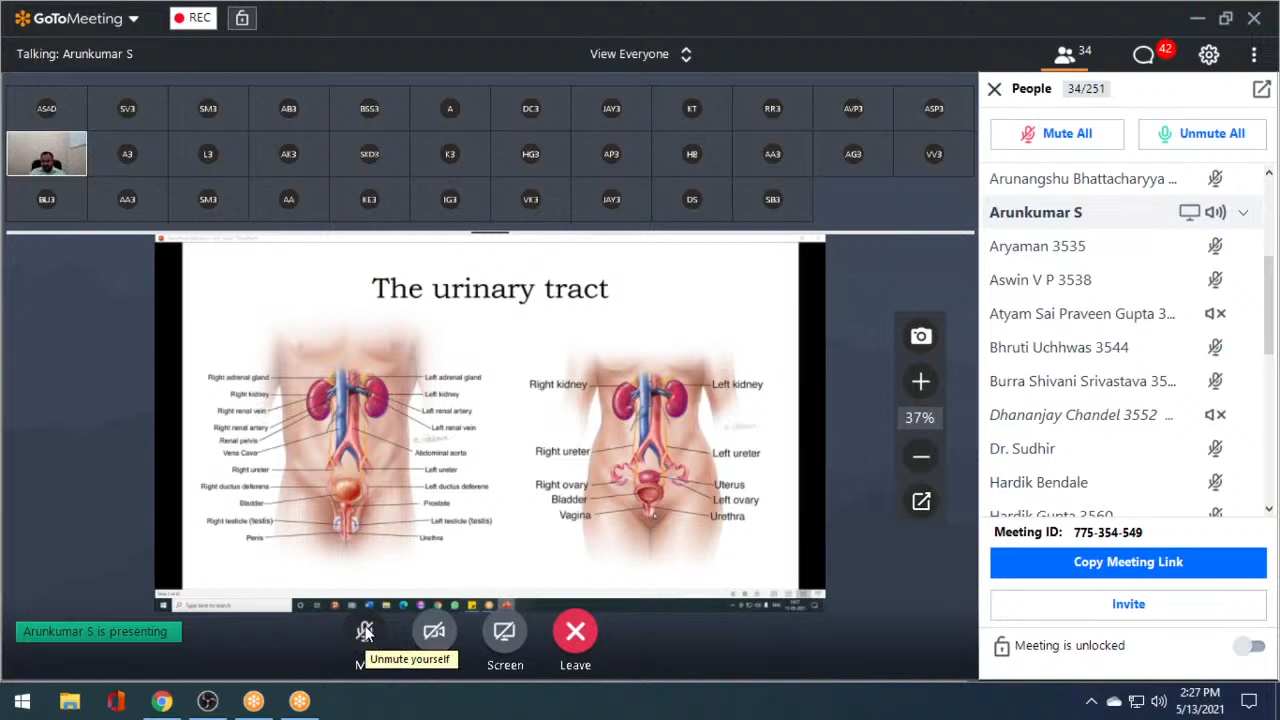 GoToMeeting
REC
Talking: Arunkumar S
View Everyone
34
42
ASAD SV3 SM3 AB3 BSS3 A DC3 JAY3 KT RR3 AVP3 ASP3
A3 L3 AK3 SKD3 K3 HG3 AP3 HB AA3 AG3 VV3
BIJ3 AA3 SM3 AA KE3 IG3 VK3 JAY3 DS SB3
People 34/251
Mute All Unmute All
Arunangshu Bhattacharyya ...
Arunkumar S
Aryaman 3535
Aswin V P 3538
Atyam Sai Praveen Gupta 3...
Bhruti Uchhwas 3544
Burra Shivani Srivastava 35...
Dhananjay Chandel 3552 ...
Dr. Sudhir
Hardik Bendale
Hardik Gupta 3560
Meeting ID: 775-354-549
Copy Meeting Link
Invite
Meeting is unlocked
The urinary tract
Right adrenal gland Left adrenal gland
Right kidney Left kidney
Right renal vein Left renal artery
Right renal artery Left renal vein
Renal pelvis
Vena Cava Abdominal aorta
Right ureter Left ureter
Right ductus deferens Left ductus deferens
Bladder Prostate
Right testicle (testis) Left testicle (testis)
Penis Urethra
Right kidney Left kidney
Right ureter Left ureter
Right ovary Uterus
Bladder Left ovary
Vagina Urethra
37%
Type here to search
Arunkumar S is presenting
M
Unmute yourself
Screen
Leave
2:27 PM
5/13/2021